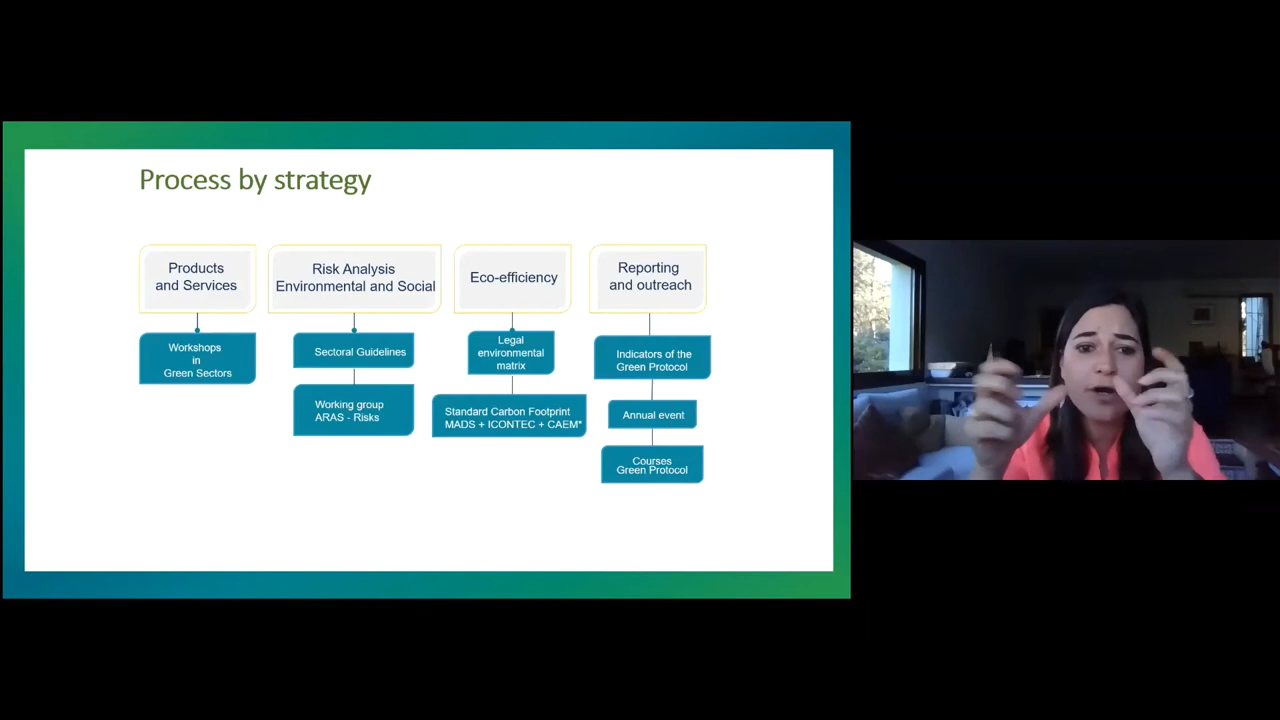 Process by strategy
Products
and Services
Workshops
in
Green Sectors
Risk Analysis
Environmental and Social
Sectoral Guidelines
Working group
ARAS - Risks
Eco-efficiency
Legal
environmental
matrix
Standard Carbon Footprint
MADS + ICONTEC + CAEM*
Reporting
and outreach
Indicators of the
Green Protocol
Annual event
Courses
Green Protocol